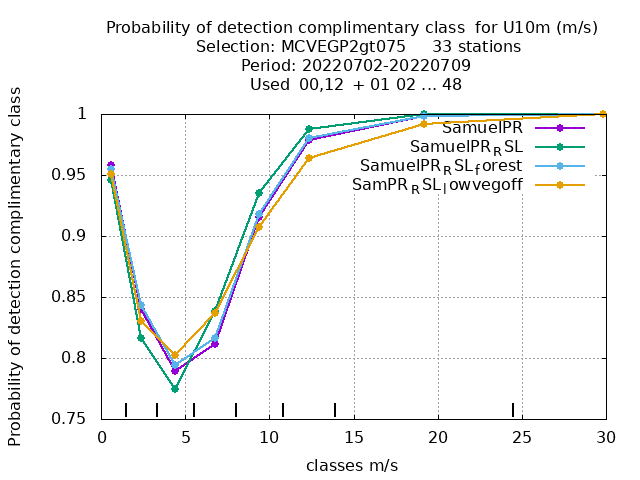 Probability of detection complimentary class  for U10m (m/s)
Selection: MCVEGP2gt075     33 stations
Period: 20220702-20220709
Used  00,12  + 01 02 ... 48
Probability of detection complimentary class
1
0.95
0.9
0.85
0.8
0.75
SamuelPR
SamuelPR_RSL
SamuelPR_RSL_forest
SamPR_RSL_lowvegoff
0 5 10 15 20 25 30
classes m/s